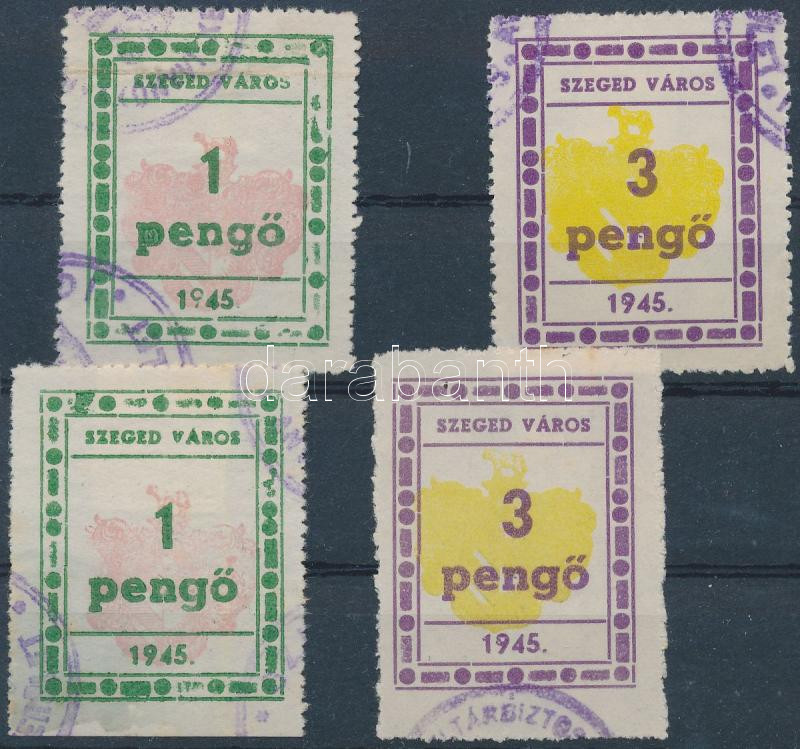 SZEGED VÁROS
1
pengő
1945.
SZEGED VÁROS
3
pengő
1945.
darabanth
SZEGED VÁROS
1
pengő
1945.
SZEGED VÁROS
3
pengő
1945.